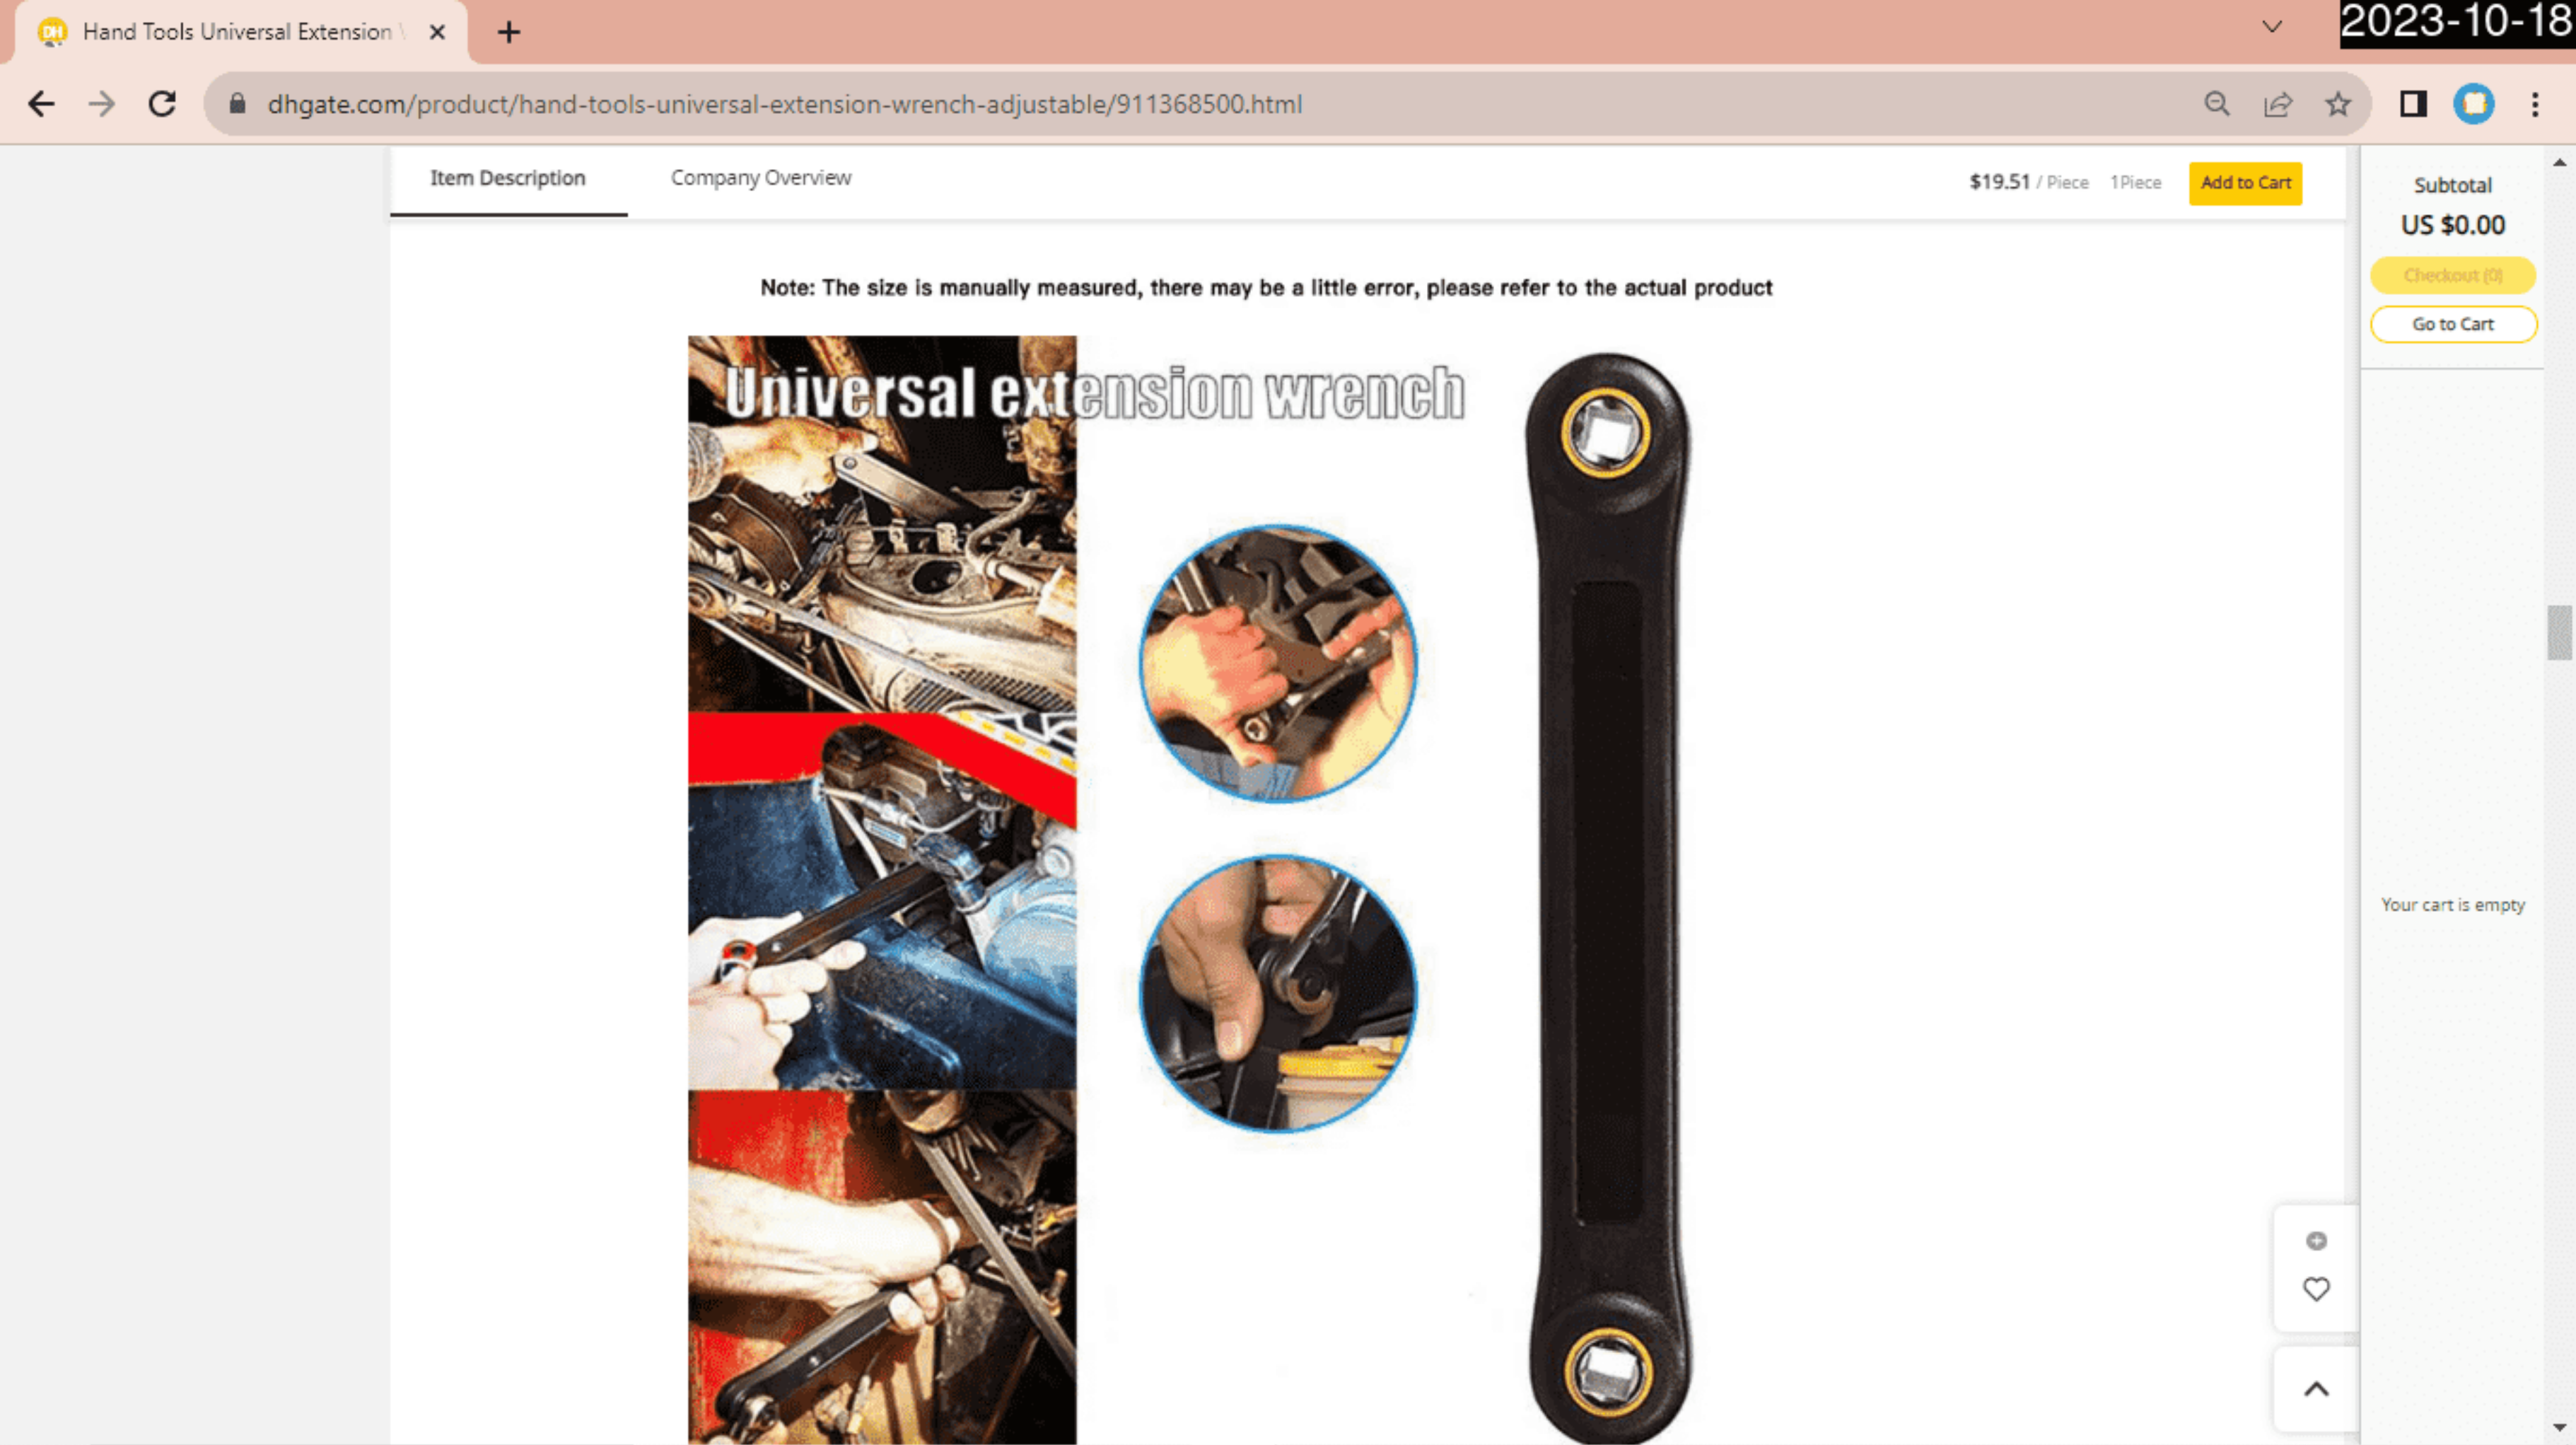 Hand Tools Universal Extension
2023-10-18
dhgate.com/product/hand-tools-universal-extension-wrench-adjustable/911368500.html
Item Description
Company Overview
$19.51 / Piece 1Piece
Add to Cart
Subtotal
US $0.00
Checkout (0)
Go to Cart
Note: The size is manually measured, there may be a little error, please refer to the actual product
Universal extension wrench
Your cart is empty